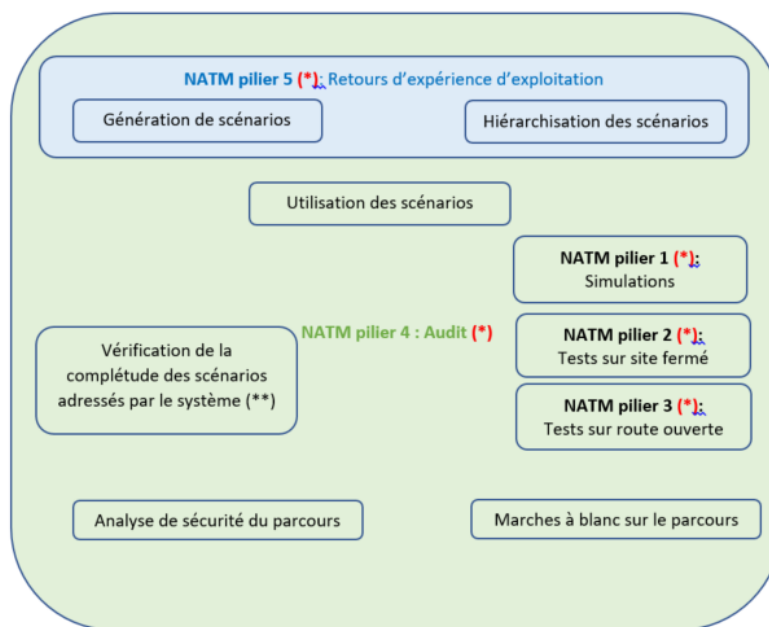 NATM pilier 5 (*): Retours d’expérience d’exploitation
Génération de scénarios
Hiérarchisation des scénarios
Utilisation des scénarios
NATM pilier 1 (*):
Simulations
NATM pilier 4 : Audit (*)
NATM pilier 2 (*):
Tests sur site fermé
Vérification de la
complétude des scénarios
adressés par le système (**)
NATM pilier 3 (*):
Tests sur route ouverte
Analyse de sécurité du parcours
Marches à blanc sur le parcours